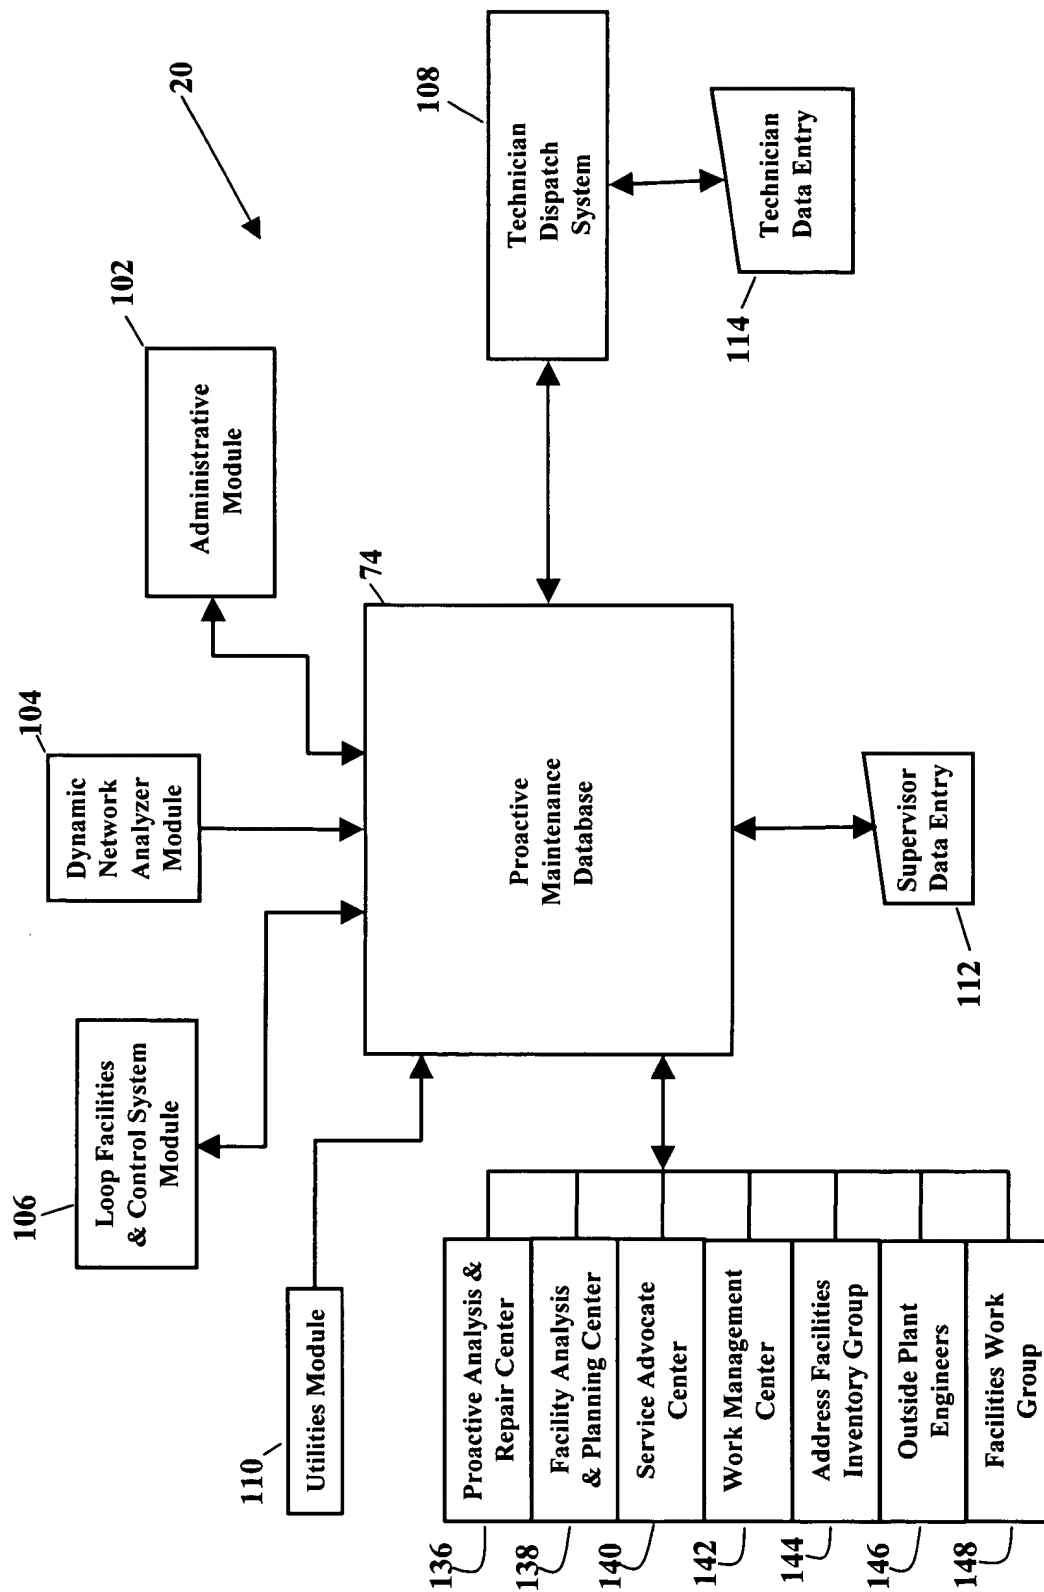 20
106
Loop Facilities
& Control System
Module
104
Dynamic
Network
Analyzer
Module
102
Administrative
Module
110
Utilities Module
74
Proactive
Maintenance
Database
108
Technician
Dispatch
System
136
Proactive Analysis &
Repair Center
138
Facility Analysis
& Planning Center
140
Service Advocate
Center
142
Work Management
Center
144
Address Facilities
Inventory Group
146
Outside Plant
Engineers
148
Facilities Work
Group
112
Supervisor
Data Entry
114
Technician
Data Entry